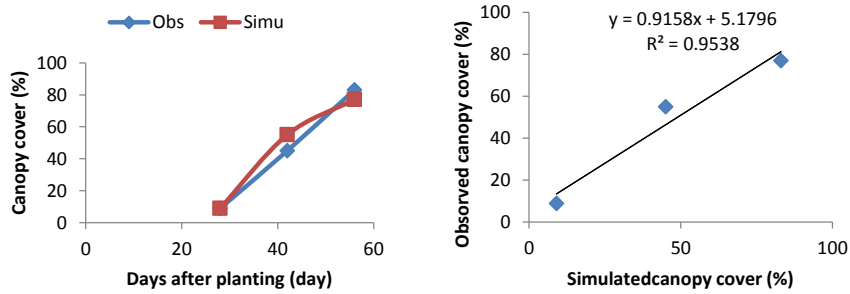 Obs Simu
Canopy cover (%)
100
80
60
40
20
0
0 20 40 60
Days after planting (day)
y = 0.9158x + 5.1796
R² = 0.9538
Obsorved canopy cover (%)
100
80
60
40
20
0
0 50 100
Simulatedcanopy cover (%)